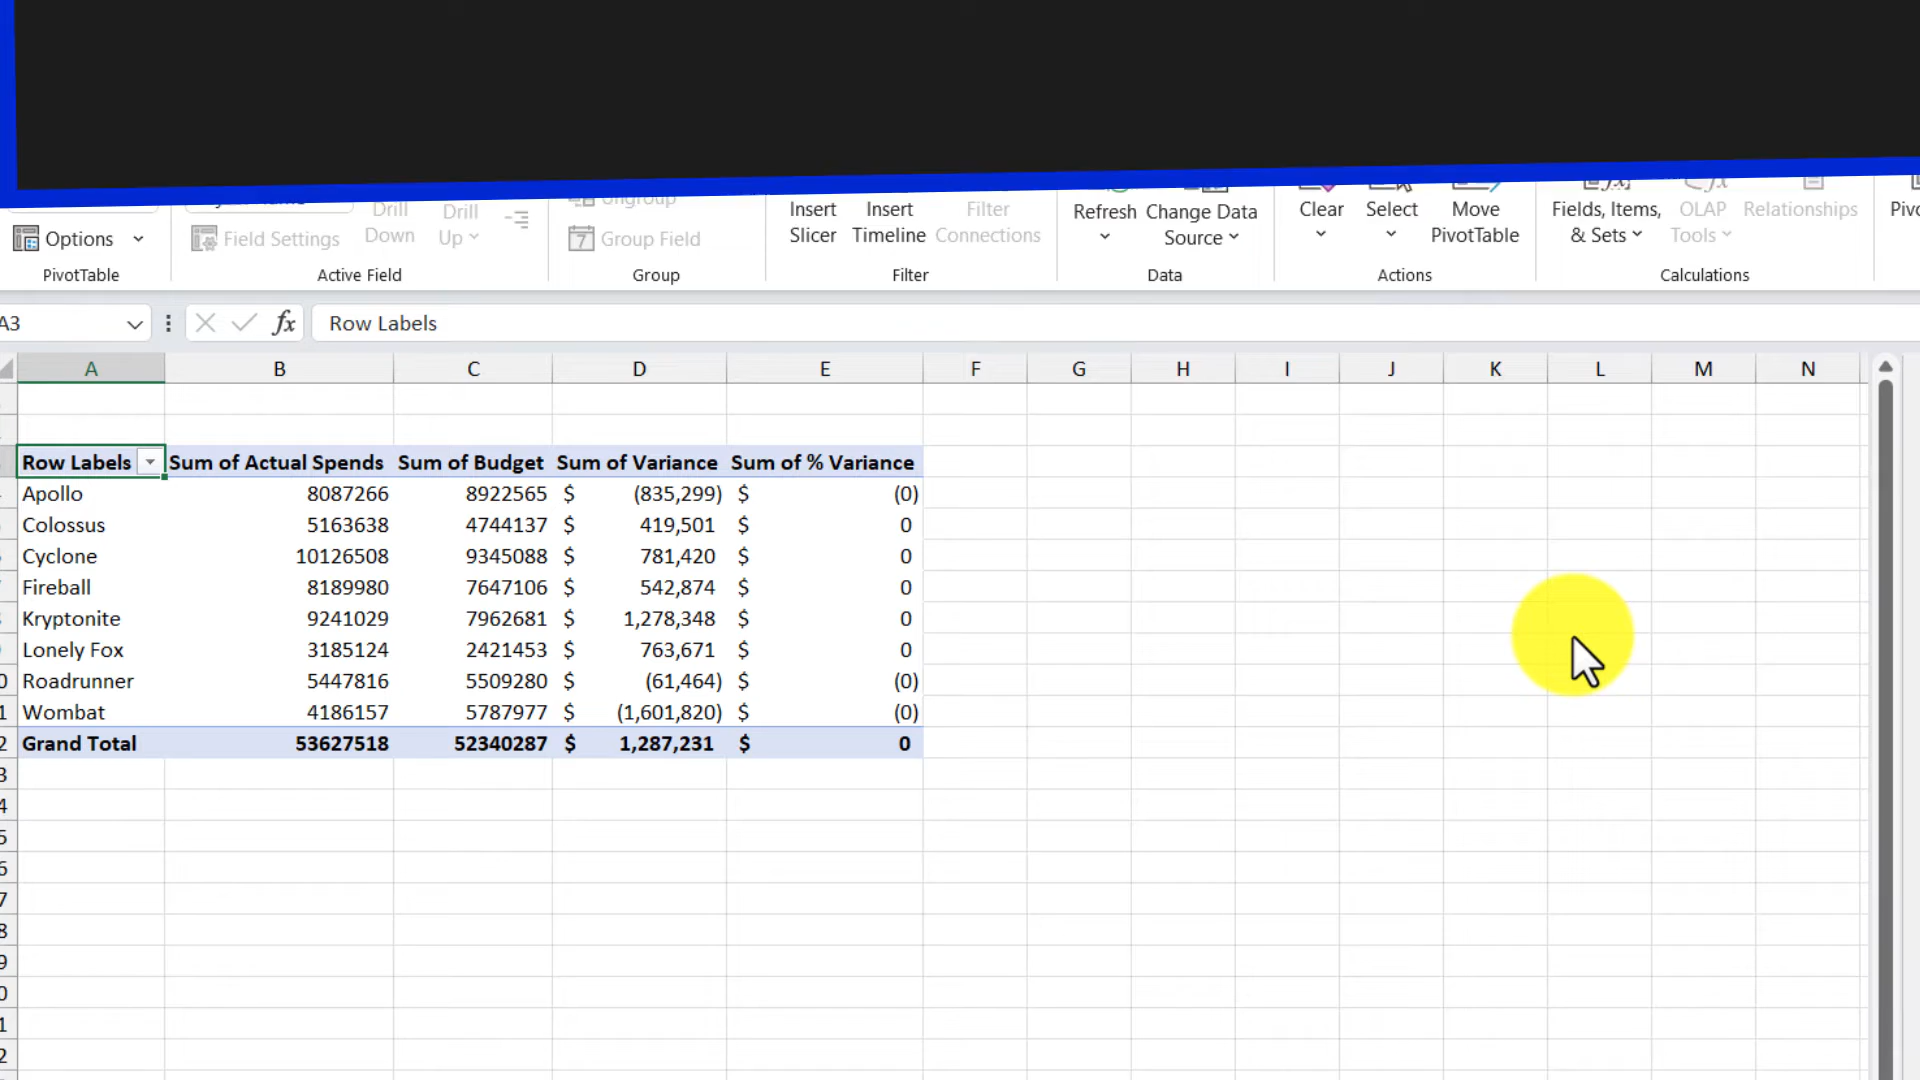 Drill Down
Drill Up
Group Field
Insert Slicer
Insert Timeline
Filter Connections
Refresh
Change Data Source
Clear
Select
Move PivotTable
Fields, Items, & Sets
OLAP Tools
Relationships
Options
Field Settings
PivotTable
Active Field
Group
Filter
Data
Actions
Calculations
A3
fx
Row Labels
A B C D E F G H I J K L M N
Row Labels Sum of Actual Spends Sum of Budget Sum of Variance Sum of % Variance
Apollo 8087266 8922565 $ (835,299) $ (0)
Colossus 5163638 4744137 $ 419,501 $ 0
Cyclone 10126508 9345088 $ 781,420 $ 0
Fireball 8189980 7647106 $ 542,874 $ 0
Kryptonite 9241029 7962681 $ 1,278,348 $ 0
Lonely Fox 3185124 2421453 $ 763,671 $ 0
Roadrunner 5447816 5509280 $ (61,464) $ (0)
Wombat 4186157 5787977 $ (1,601,820) $ (0)
Grand Total 53627518 52340287 $ 1,287,231 $ 0